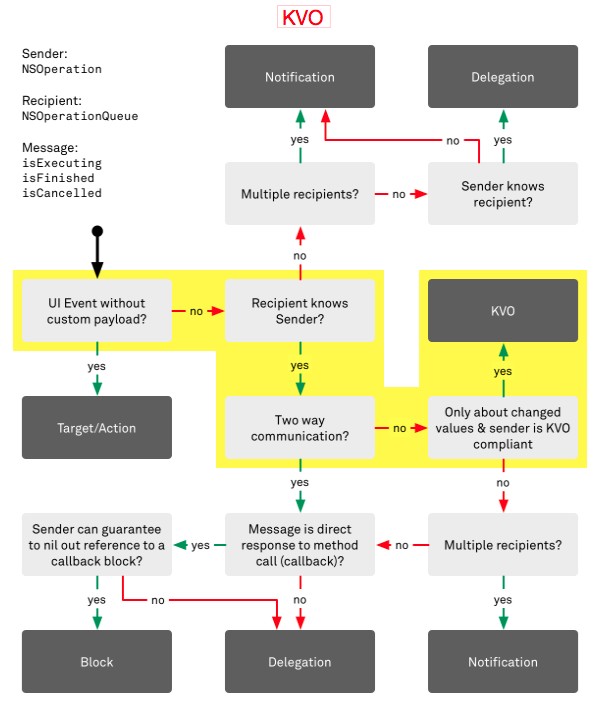 KVO
Sender:
NSOperation
Recipient:
NSOperationQueue
Message:
isExecuting
isFinished
isCancelled
Notification
Delegation
yes
no
yes
Multiple recipients?
no
Sender knows
recipient?
no
UI Event without
custom payload?
no
Recipient knows
Sender?
KVO
yes
yes
yes
Target/Action
Two way
communication?
no
Only about changed
values & sender is KVO
compliant
yes
no
Sender can guarantee
to nil out reference to a
callback block?
yes
Message is direct
response to method
call (callback)?
no
Multiple recipients?
yes
no
no
yes
Block
Delegation
Notification